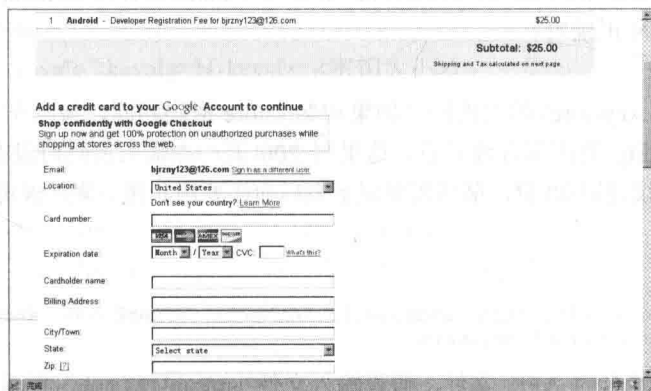 1 Android - Developer Registration Fee for bjrzny123@126.com $25.00
Subtotal: $25.00
Shipping and Tax calculated on next page.
Add a credit card to your Google Account to continue
Shop confidently with Google Checkout
Sign up now and get 100% protection on unauthorized purchases while
shopping at stores across the web.
Email: bjrzny123@126.com Sign in as a different user
Location: United States
Don't see your country? Learn More
Card number:
VISA AMEX
Expiration date: Month / Year CVC: What's this?
Cardholder name:
Billing Address:
City/Town:
State: Select state
Zip: [?]
完成